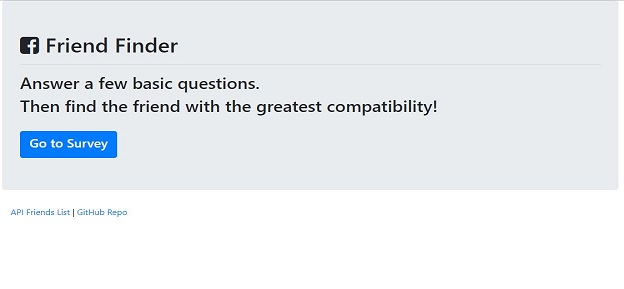 Friend Finder
Answer a few basic questions.
Then find the friend with the greatest compatibility!
Go to Survey
API Friends List | GitHub Repo